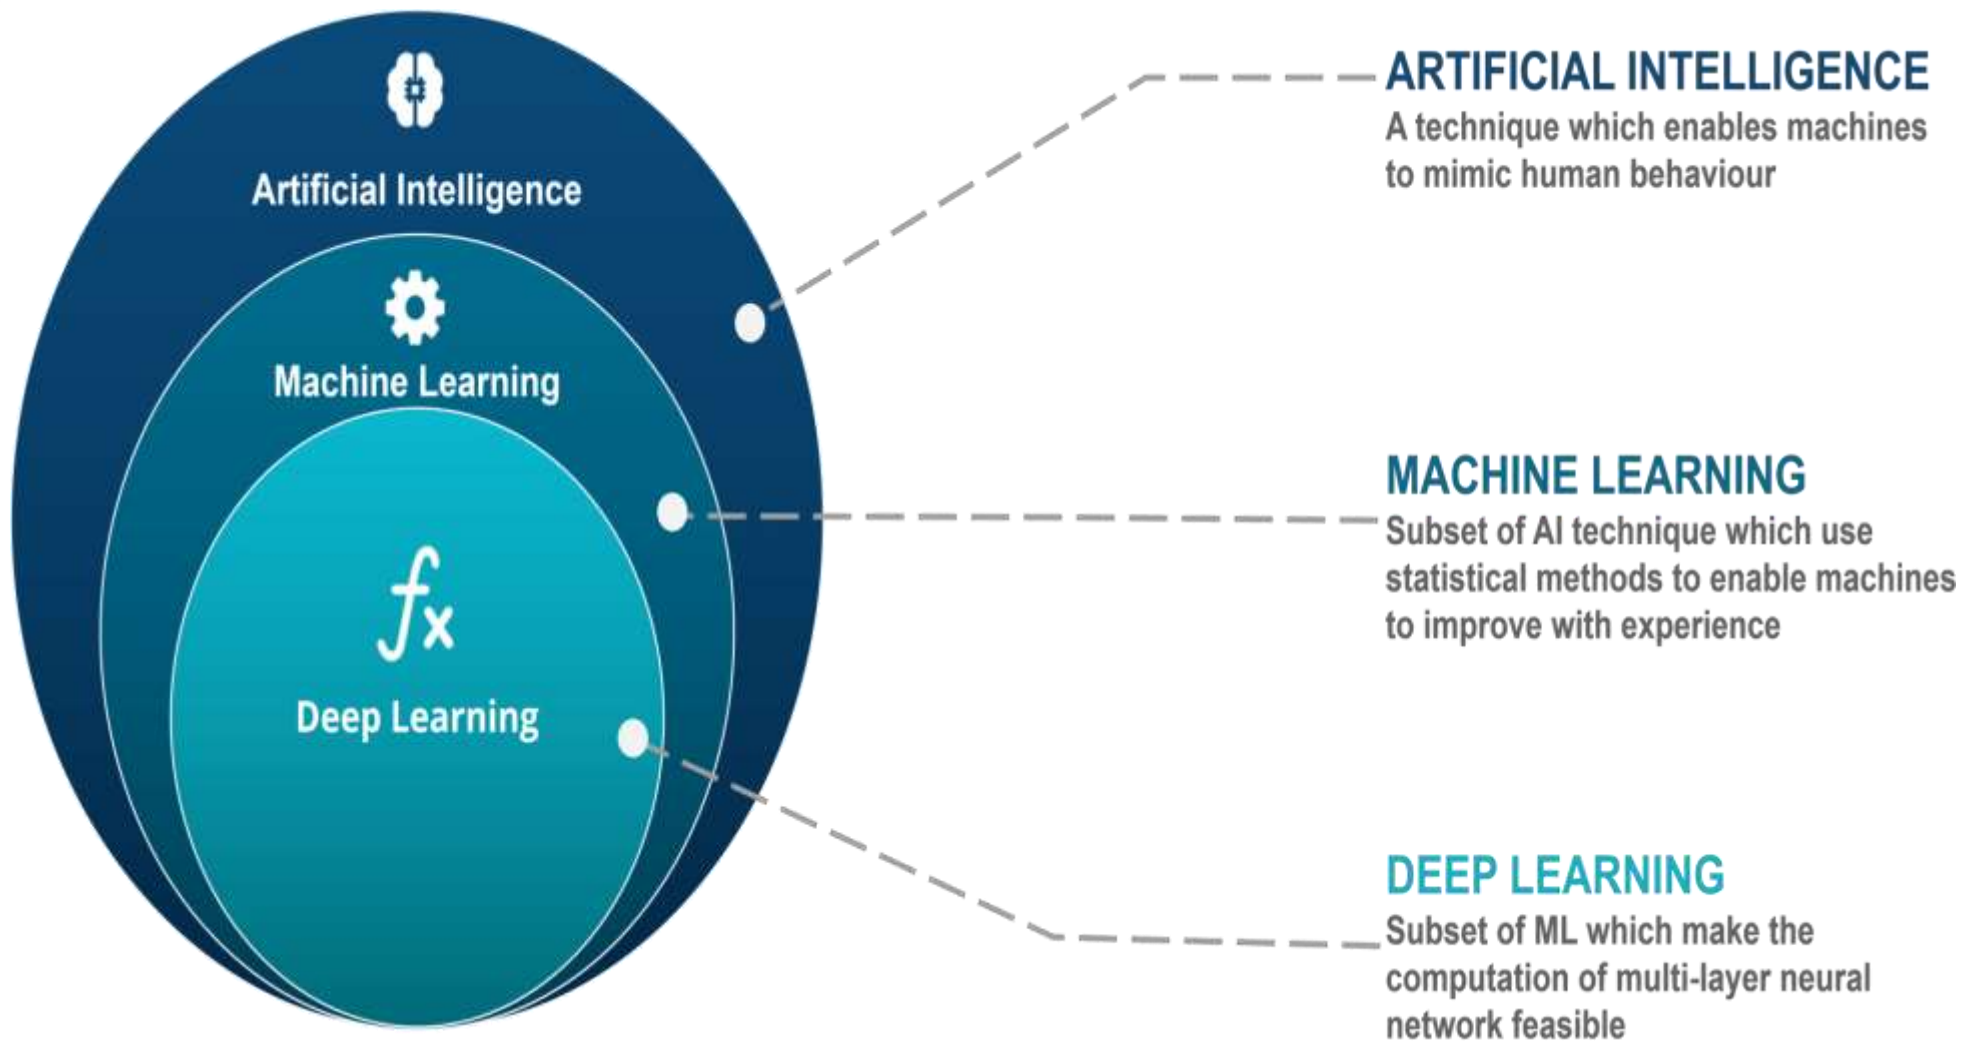 Artificial Intelligence
Machine Learning
fx
Deep Learning
ARTIFICIAL INTELLIGENCE
A technique which enables machines
to mimic human behaviour
MACHINE LEARNING
Subset of AI technique which use
statistical methods to enable machines
to improve with experience
DEEP LEARNING
Subset of ML which make the
computation of multi-layer neural
network feasible